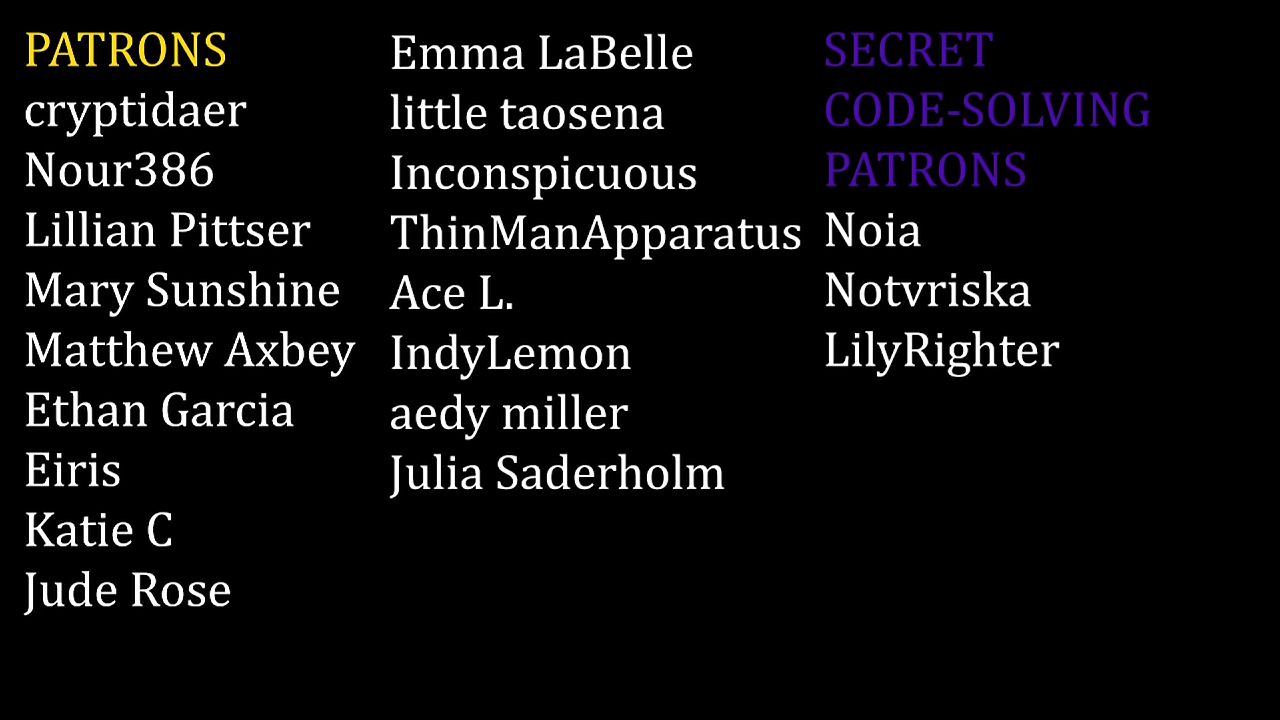 PATRONS
cryptidaer
Nour386
Lillian Pittser
Mary Sunshine
Matthew Axbey
Ethan Garcia
Eiris
Katie C
Jude Rose
Emma LaBelle
little taosena
Inconspicuous
ThinManApparatus
Ace L.
IndyLemon
aedy miller
Julia Saderholm
SECRET
CODE-SOLVING
PATRONS
Noia
Notvriska
LilyRighter